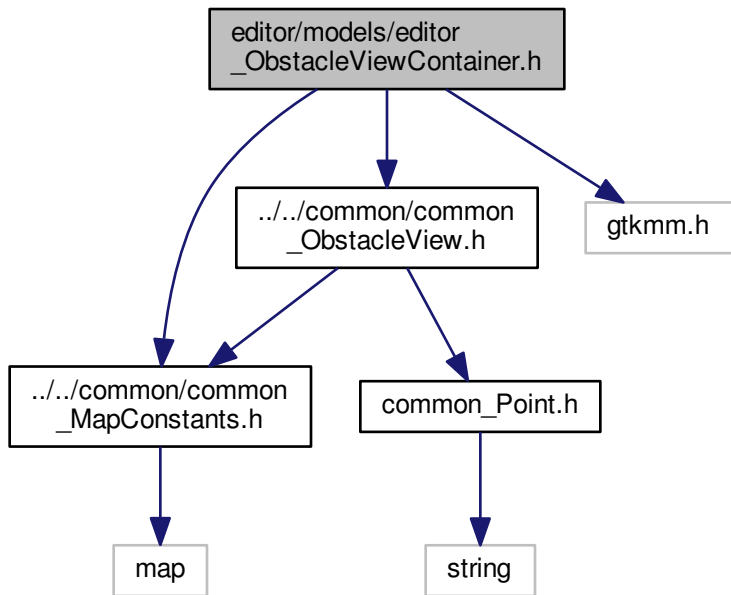 editor/models/editor
_ObstacleViewContainer.h
../../common/common
_ObstacleView.h
gtkmm.h
../../common/common
_MapConstants.h
common_Point.h
map
string